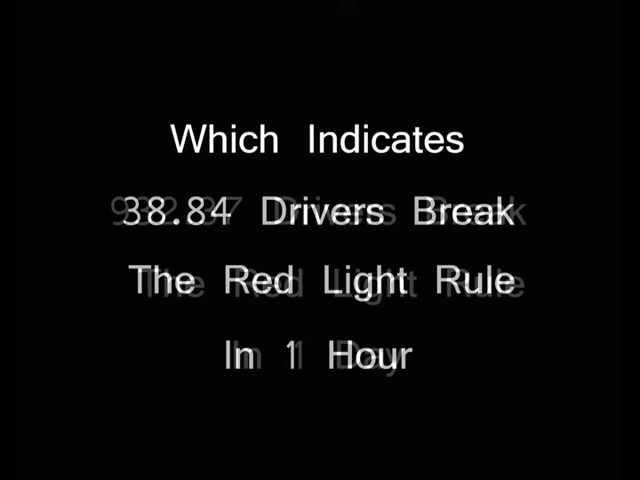 Which Indicates
38.84 Drivers Break
The Red Light Rule
In 1 Hour